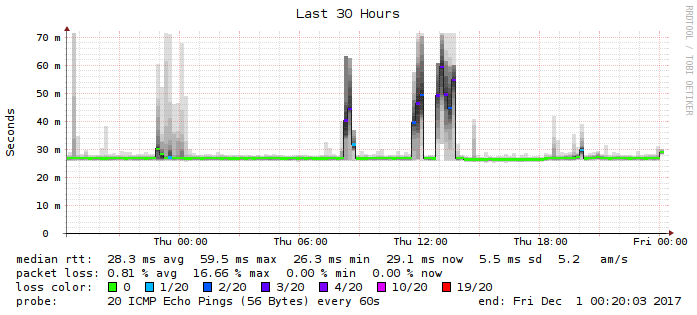 Last 30 Hours
RRDTOOL / TOBI OETIKER
Seconds
70 m
60 m
50 m
40 m
30 m
20 m
10 m
0
Thu 00:00 Thu 06:00 Thu 12:00 Thu 18:00 Fri 00:00
median rtt: 28.3 ms avg 59.5 ms max 26.3 ms min 29.1 ms now 5.5 ms sd 5.2 am/s
packet loss: 0.81 % avg 16.66 % max 0.00 % min 0.00 % now
loss color: 0 1/20 2/20 3/20 4/20 10/20 19/20
probe: 20 ICMP Echo Pings (56 Bytes) every 60s end: Fri Dec 1 00:20:03 2017